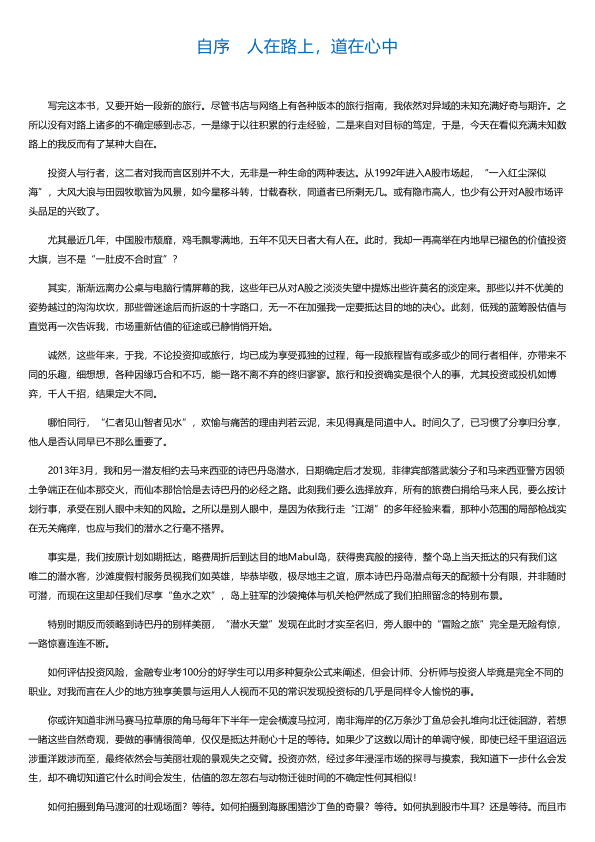 自序　人在路上，道在心中
写完这本书，又要开始一段新的旅行。尽管书店与网络上有各种版本的旅行指南，我依然对异域的未知充满好奇与期许。之
所以没有对路上诸多的不确定感到忐忑，一是缘于以往积累的行走经验，二是来自对目标的笃定，于是，今天在看似充满未知数
路上的我反而有了某种大自在。
投资人与行者，这二者对我而言区别并不大，无非是一种生命的两种表达。从1992年进入A股市场起，“一入红尘深似
海”，大风大浪与田园牧歌皆为风景，如今星移斗转，廿载春秋，同道者已所剩无几。或有隐市高人，也少有公开对A股市场评
头品足的兴致了。
尤其最近几年，中国股市颓靡，鸡毛飘零满地，五年不见天日者大有人在。此时，我却一再高举在内地早已褪色的价值投资
大旗，岂不是“一肚皮不合时宜”？
其实，渐渐远离办公桌与电脑行情屏幕的我，这些年已从对A股之淡淡失望中提炼出些许莫名的淡定来。那些以并不优美的
姿势越过的沟沟坎坎，那些曾迷途后而折返的十字路口，无一不在加强我一定要抵达目的地的决心。此刻，低残的蓝筹股估值与
直觉再一次告诉我，市场重新估值的征途或已静悄悄开始。
诚然，这些年来，于我，不论投资抑或旅行，均已成为享受孤独的过程，每一段旅程皆有或多或少的同行者相伴，亦带来不
同的乐趣，细想想，各种因缘巧合和不巧，能一路不离不弃的终归寥寥。旅行和投资确实是很个人的事，尤其投资或投机如博
弈，千人千招，结果定大不同。
哪怕同行，“仁者见山智者见水”，欢愉与痛苦的理由判若云泥，未见得真是同道中人。时间久了，已习惯了分享归分享，
他人是否认同早已不那么重要了。
2013年3月，我和另一潜友相约去马来西亚的诗巴丹岛潜水，日期确定后才发现，菲律宾部落武装分子和马来西亚警方因领
土争端正在仙本那交火，而仙本那恰恰是去诗巴丹的必经之路。此刻我们要么选择放弃，所有的旅费白捐给马来人民，要么按计
划行事，承受在别人眼中未知的风险。之所以是别人眼中，是因为依我行走“江湖”的多年经验来看，那种小范围的局部枪战实
在无关痛痒，也应与我们的潜水之行毫不搭界。
事实是，我们按原计划如期抵达，略费周折后到达目的地Mabul岛，获得贵宾般的接待，整个岛上当天抵达的只有我们这
唯二的潜水客，沙滩度假村服务员视我们如英雄，毕恭毕敬，极尽地主之谊，原本诗巴丹岛潜点每天的配额十分有限，并非随时
可潜，而现在这里却任我们尽享“鱼水之欢”，岛上驻军的沙袋掩体与机关枪俨然成了我们拍照留念的特别布景。
特别时期反而领略到诗巴丹的别样美丽，“潜水天堂”发现在此时才实至名归，旁人眼中的“冒险之旅”完全是无险有惊，
一路惊喜连连不断。
如何评估投资风险，金融专业考100分的好学生可以用多种复杂公式来阐述，但会计师、分析师与投资人毕竟是完全不同的
职业。对我而言在人少的地方独享美景与运用人人视而不见的常识发现投资标的几乎是同样令人愉悦的事。
你或许知道非洲马赛马拉草原的角马每年下半年一定会横渡马拉河，南非海岸的亿万条沙丁鱼总会扎堆向北迁徙洄游，若想
一睹这些自然奇观，要做的事情很简单，仅仅是抵达并耐心十足的等待。如果少了这数以周计的单调守候，即使已经千里迢迢远
涉重洋跋涉而至，最终依然会与美丽壮观的景观失之交臂。投资亦然，经过多年浸淫市场的探寻与摸索，我知道下一步什么会发
生，却不确切知道它什么时间会发生，估值的忽左忽右与动物迁徙时间的不确定性何其相似！
如何拍摄到角马渡河的壮观场面？等待。如何拍摄到海豚围猎沙丁鱼的奇景？等待。如何执到股市牛耳？还是等待。而且市